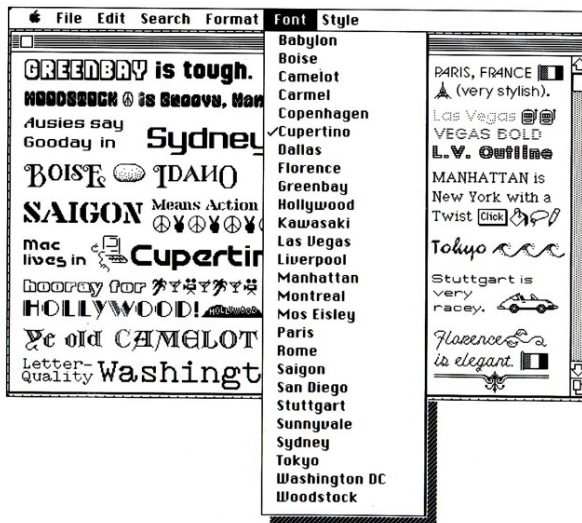 File Edit Search Format Font Style
Babylon
Boise
Camelot
Carmel
Copenhagen
✓Cupertino
Dallas
Florence
Greenbay
Hollywood
Kawasaki
Las Vegas
Liverpool
Manhattan
Montreal
Mos Eisley
Paris
Rome
Saigon
San Diego
Stuttgart
Sunnyvale
Sydney
Tokyo
Washington DC
Woodstock
GREENBAY is tough.
WOODSTOCK is Groovy, Man
Ausies say
Gooday in Sydney
BOISE IDAHO
SAIGON Means Action
Mac
lives in Cupertin
hooray for
HOLLYWOOD! HOLLYWOOD
Ye old CAMELOT
Letter-
Quality Washingt
PARIS, FRANCE
(very stylish).
Las Vegas
VEGAS BOLD
L.V. Outline
MANHATTAN is
New York with a
Twist Click
Tokyo
Stuttgart is
very
racey.
Florence
is elegant.